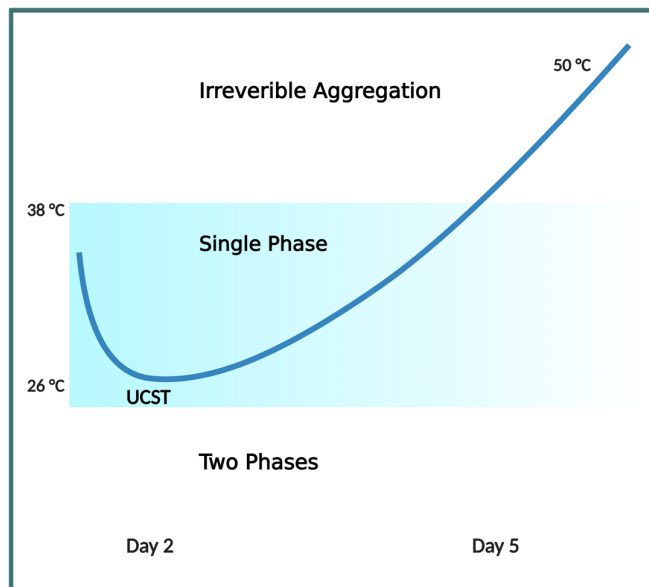 50 °C
Irreverible Aggregation
38 °C
Single Phase
26 °C
UCST
Two Phases
Day 2 Day 5